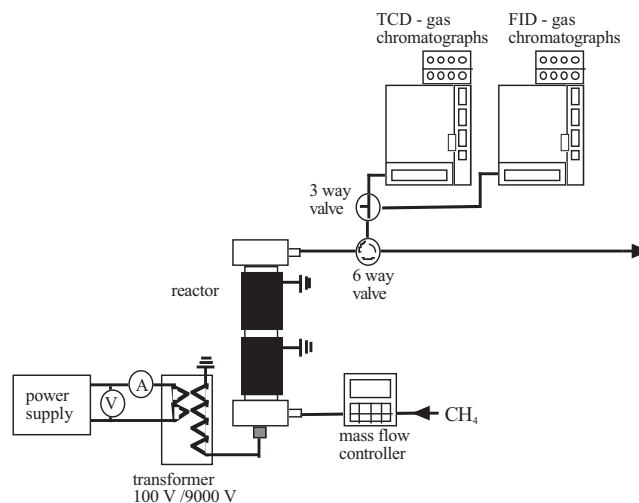 TCD - gas
chromatographs
FID - gas
chromatographs
3 way
valve
6 way
valve
reactor
power
supply
A
V
transformer
100 V /9000 V
mass flow
controller
CH₄